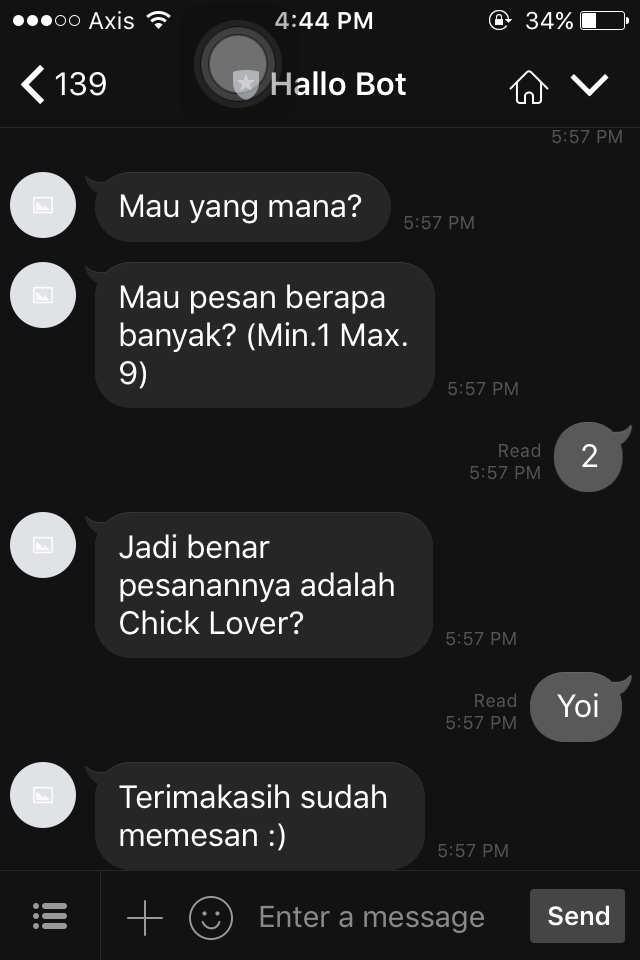 Axis 4:44 PM 34%
139 Hallo Bot
5:57 PM
Mau yang mana?
5:57 PM
Mau pesan berapa
banyak? (Min.1 Max.
9)
5:57 PM
Read
5:57 PM
2
Jadi benar
pesanannya adalah
Chick Lover?
5:57 PM
Read
5:57 PM
Yoi
Terimakasih sudah
memesan :)
5:57 PM
Enter a message Send